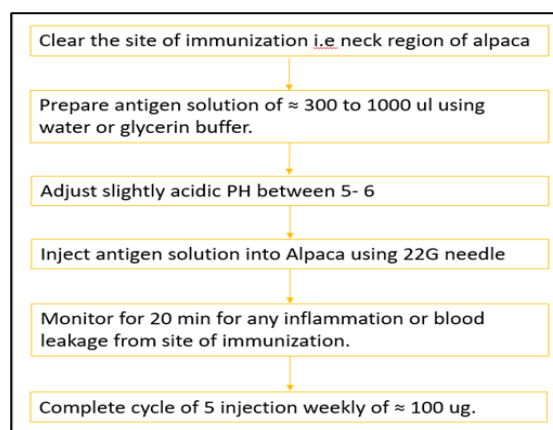 Clear the site of immunization i.e neck region of alpaca
Prepare antigen solution of ≈ 300 to 1000 ul using
water or glycerin buffer.
Adjust slightly acidic PH between 5- 6
Inject antigen solution into Alpaca using 22G needle
Monitor for 20 min for any inflammation or blood
leakage from site of immunization.
Complete cycle of 5 injection weekly of ≈ 100 ug.